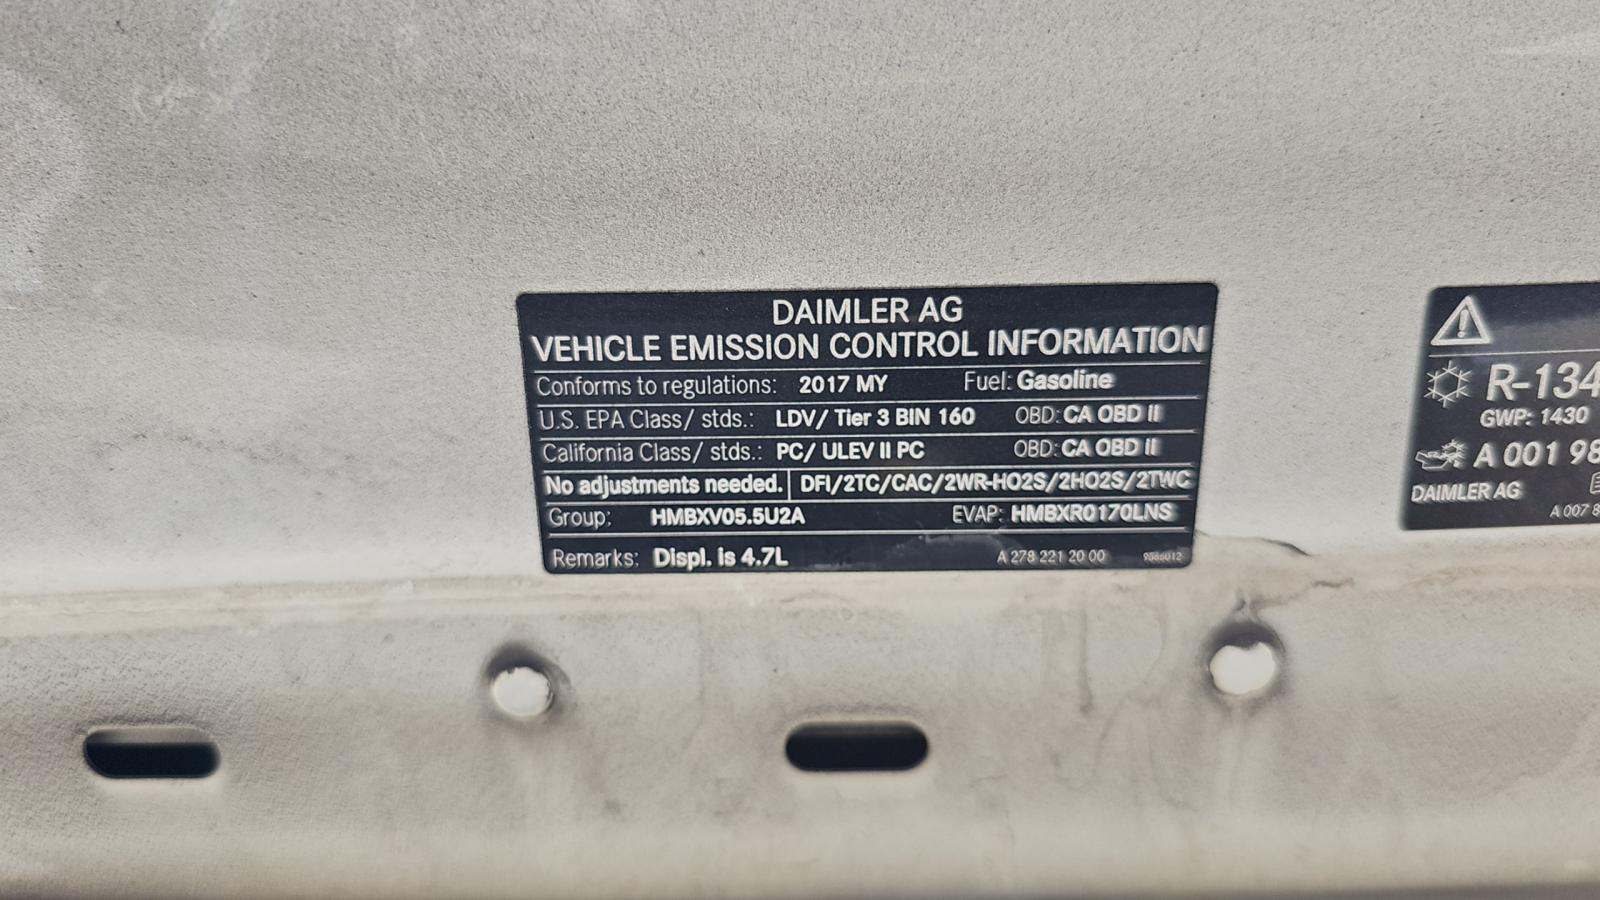 DAIMLER AG
VEHICLE EMISSION CONTROL INFORMATION
Conforms to regulations: 2017 MY Fuel: Gasoline
U.S. EPA Class/ stds.: LDV/ Tier 3 BIN 160 OBD: CA OBD II
California Class/ stds.: PC/ ULEV II PC OBD: CA OBD II
No adjustments needed. DFI/2TC/CAC/2WR-HO2S/2HO2S/2TWC
Group: HMBXV05.5U2A EVAP: HMBXR0170LNS
Remarks: Displ. is 4.7L A 278 221 20 00
R-134
GWP: 1430
A 001 98
DAIMLER AG
A 007 8